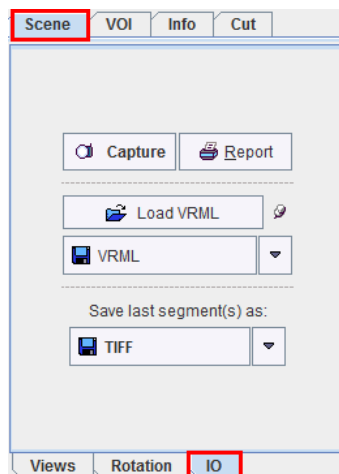 Scene VOI Info Cut
Capture Report
Load VRML
VRML
Save last segment(s) as:
TIFF
Views Rotation IO